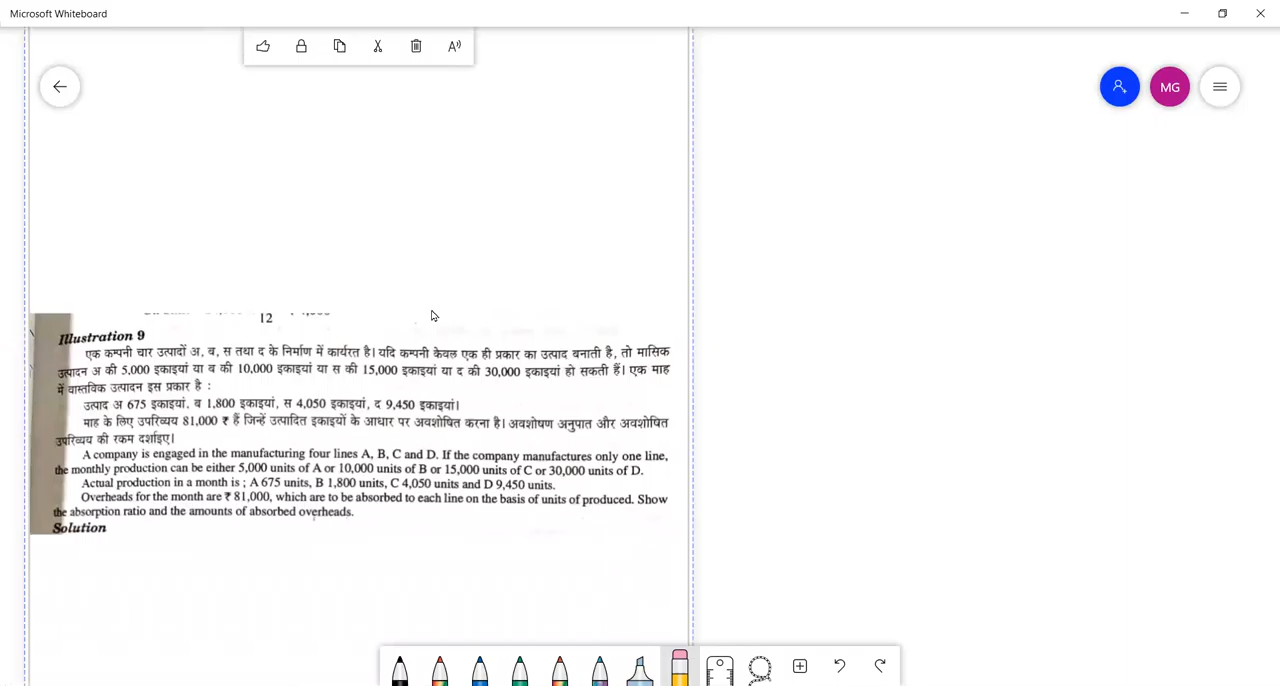 Microsoft Whiteboard
MG
12
Illustration 9
एक कम्पनी चार उत्पादों अ, ब, स तथा द के निर्माण में कार्यरत है। यदि कम्पनी केवल एक ही प्रकार का उत्पाद बनाती है, तो मासिक
उत्पादन अ की 5,000 इकाइयां या ब की 10,000 इकाइयां या स की 15,000 इकाइयां या द की 30,000 इकाइयां हो सकती हैं। एक माह
में वास्तविक उत्पादन इस प्रकार है :
उत्पाद अ 675 इकाइयां, ब 1,800 इकाइयां, स 4,050 इकाइयां, द 9,450 इकाइयां।
माह के लिए उपरिव्यय 81,000 ₹ हैं जिन्हें उत्पादित इकाइयों के आधार पर अवशोषित करना है। अवशोषण अनुपात और अवशोषित
उपरिव्यय की रकम दर्शाइए।
A company is engaged in the manufacturing four lines A, B, C and D. If the company manufactures only one line,
the monthly production can be either 5,000 units of A or 10,000 units of B or 15,000 units of C or 30,000 units of D.
Actual production in a month is ; A 675 units, B 1,800 units, C 4,050 units and D 9,450 units.
Overheads for the month are ₹ 81,000, which are to be absorbed to each line on the basis of units of produced. Show
the absorption ratio and the amounts of absorbed overheads.
Solution